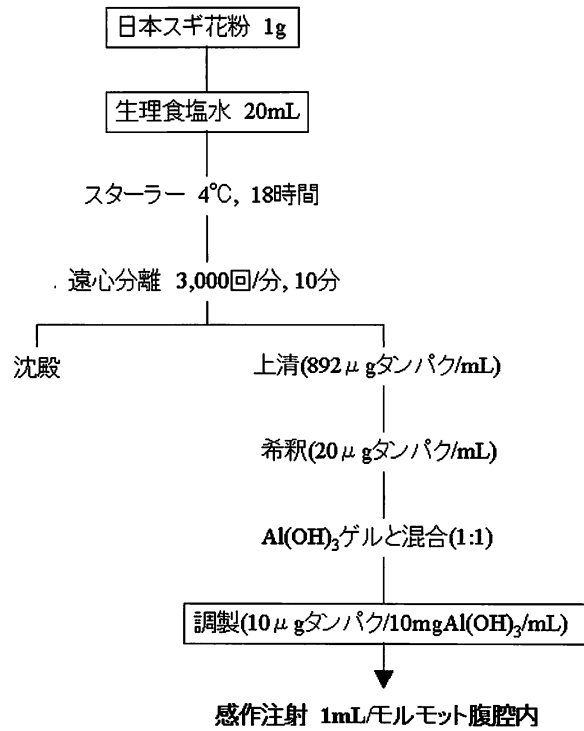 日本スギ花粉 1g
生理食塩水 20mL
スターラー 4℃, 18時間
遠心分離 3,000回/分, 10分
沈殿
上清(892μgタンパク/mL)
希釈(20μgタンパク/mL)
Al(OH)₃ゲルと混合(1:1)
調製(10μgタンパク/10mgAl(OH)₃/mL)
感作注射 1mL/モルモット腹腔内